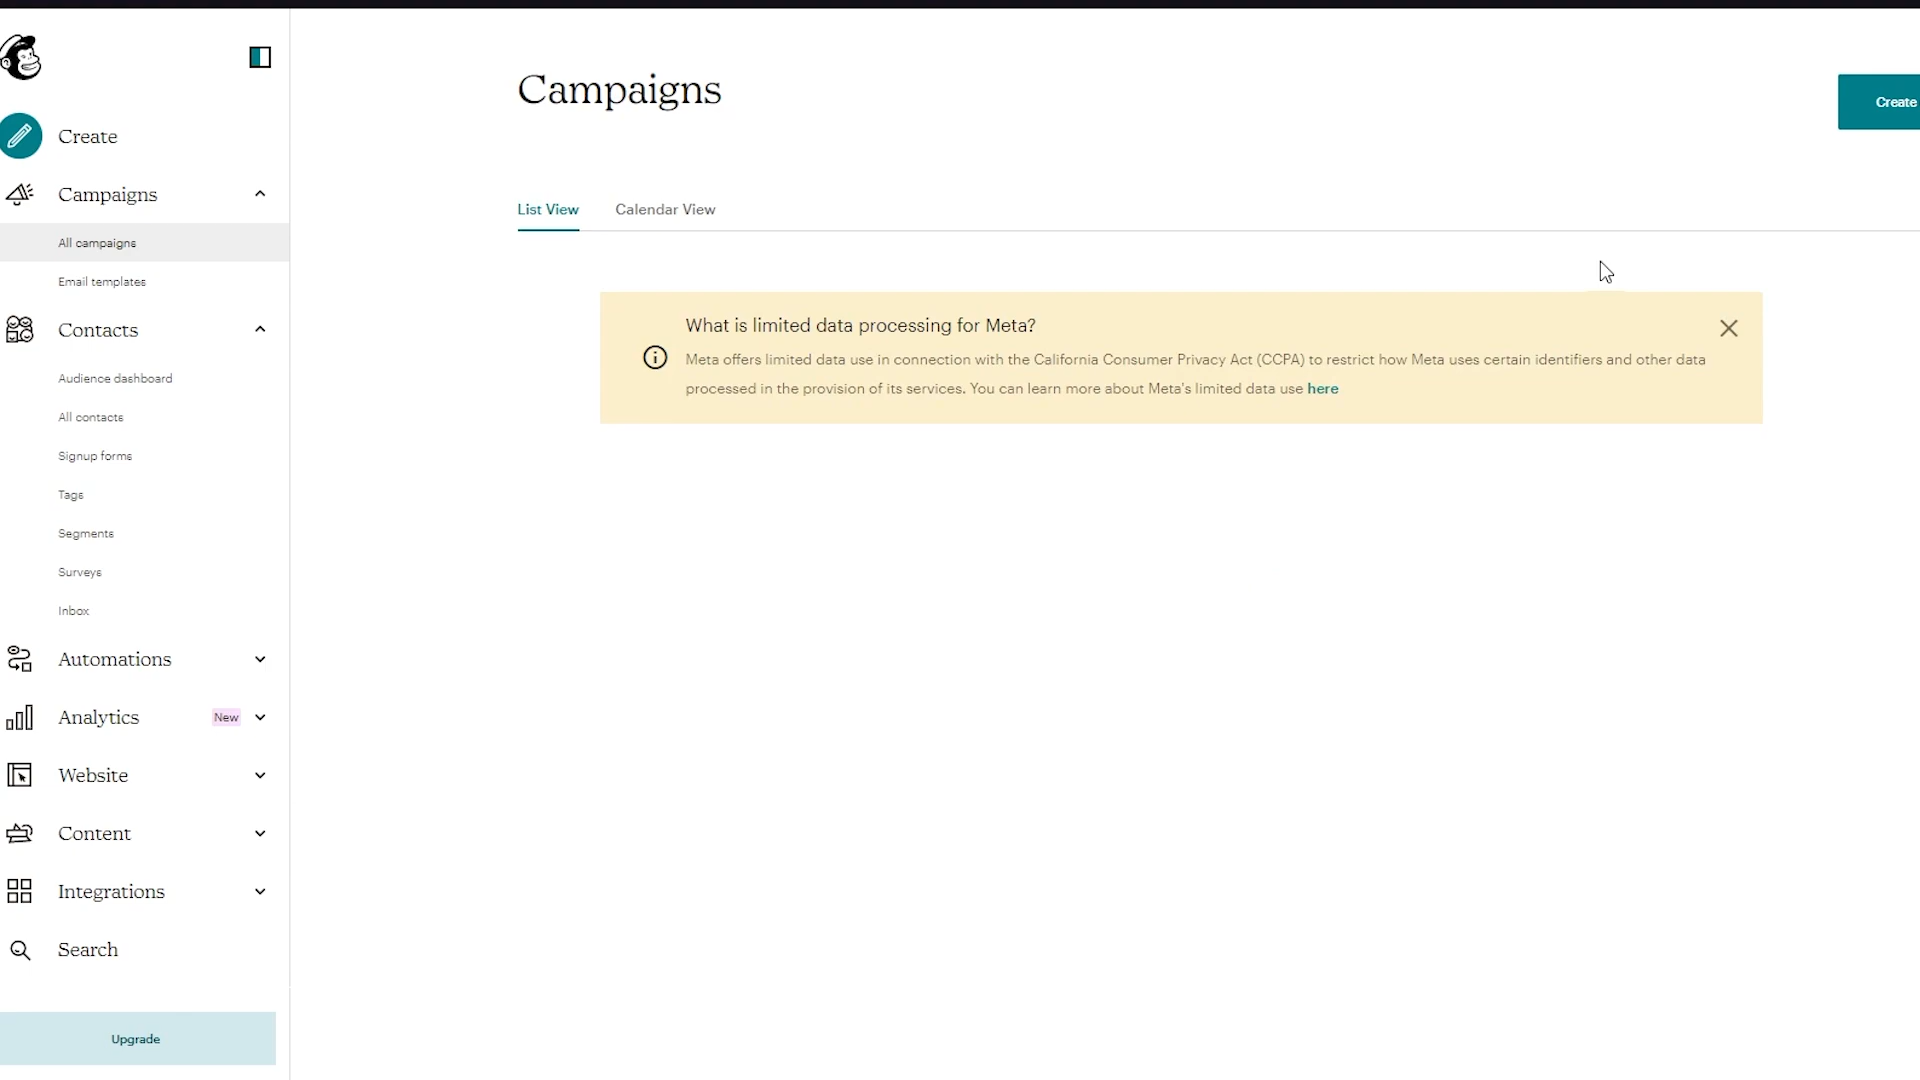 Create
Campaigns
All campaigns
Email templates
Contacts
Audience dashboard
All contacts
Signup forms
Tags
Segments
Surveys
Inbox
Automations
Analytics New
Website
Content
Integrations
Search
Upgrade
Campaigns
Create
List View Calendar View
What is limited data processing for Meta?
Meta offers limited data use in connection with the California Consumer Privacy Act (CCPA) to restrict how Meta uses certain identifiers and other data
processed in the provision of its services. You can learn more about Meta's limited data use here